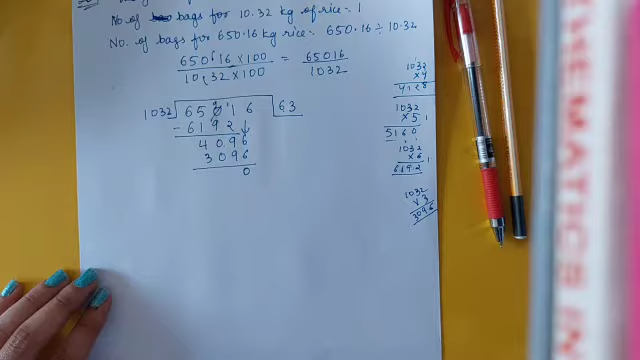 No of bags for 10.32 kg of rice = 1
No. of bags for 650.16 kg rice = 650.16 ÷ 10.32
650.16 × 100 = 65016
10.32 × 100 1032
1032 65016 63
- 6192
4096
3096
0
1032
× 4
4128
1032
× 5
5160
1032
× 6
6192
1032
× 3
3096
HEMATICS IN